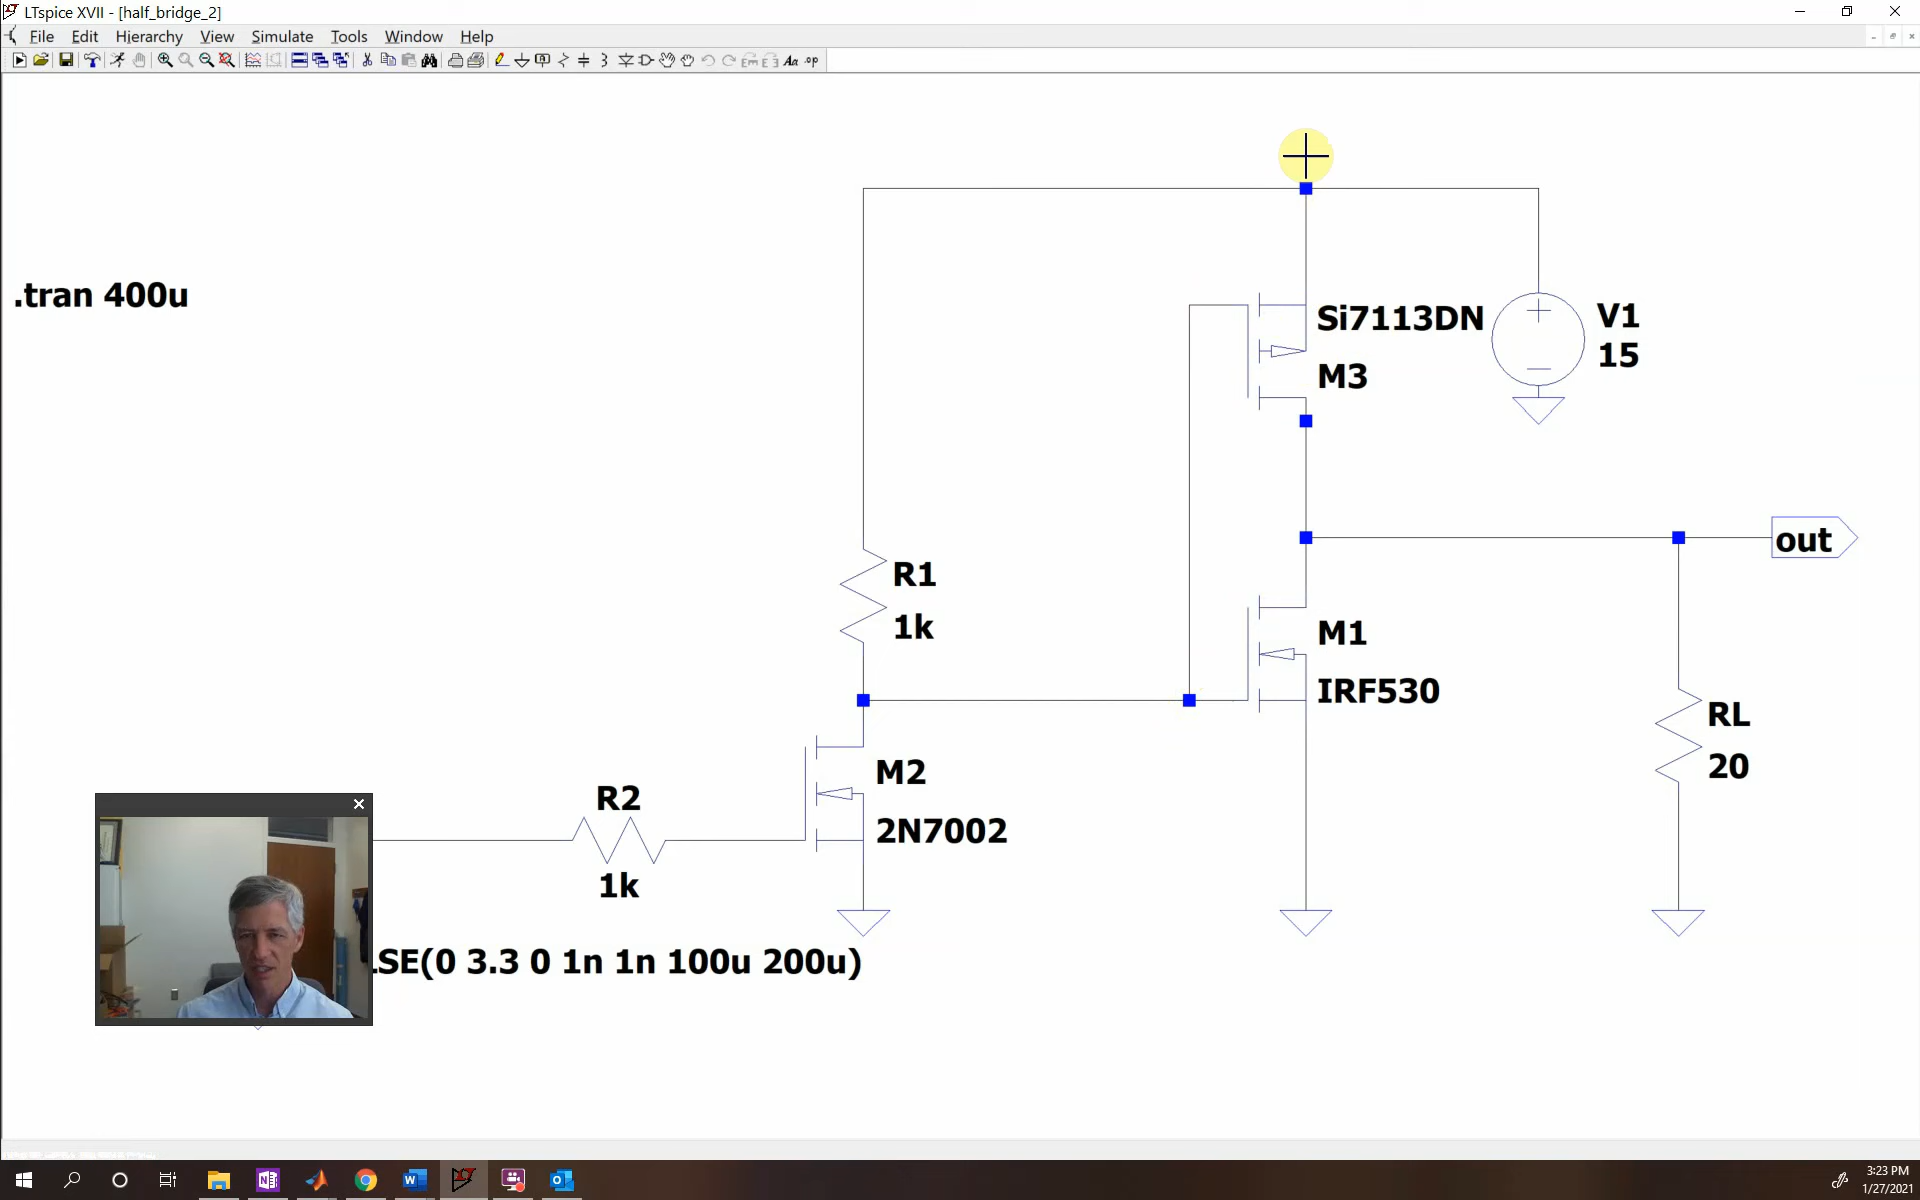 LTspice XVII - [half_bridge_2]
File Edit Hierarchy View Simulate Tools Window Help
.tran 400u
Si7113DN
M3
V1
15
out
R1
1k
M1
IRF530
RL
20
M2
2N7002
R2
1k
SE(0 3.3 0 1n 1n 100u 200u)
3:23 PM
1/27/2021